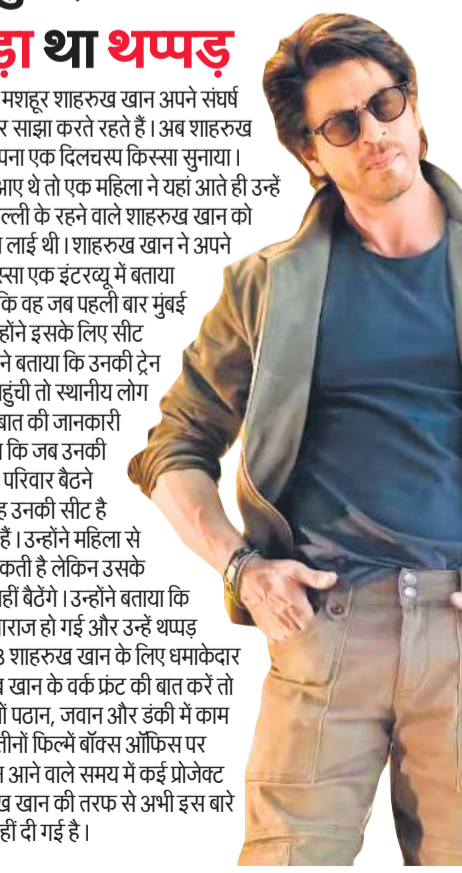 था थप्पड़
मशहूर शाहरुख खान अपने संघर्ष
साझा करते रहते हैं । अब शाहरुख
एक दिलचस्प किस्सा सुनाया ।
आए थे तो एक महिला ने यहां आते ही उन्हें
के रहने वाले शाहरुख खान को
लाई थी । शाहरुख खान ने अपने
एक इंटरव्यू में बताया
कि वह जब पहली बार मुंबई
इसके लिए सीट
ने बताया कि उनकी ट्रेन
तो स्थानीय लोग
बात की जानकारी
कि जब उनकी
परिवार बैठने
उनकी सीट है
हैं । उन्होंने महिला से
है लेकिन उसके
बैठेंगे । उन्होंने बताया कि
हो गई और उन्हें थप्पड़
शाहरुख खान के लिए धमाकेदार
खान के वर्क फ्रंट की बात करें तो
पठान, जवान और डंकी में काम
तीनों फिल्में बॉक्स ऑफिस पर
आने वाले समय में कई प्रोजेक्ट
खान की तरफ से अभी इस बारे
दी गई है ।